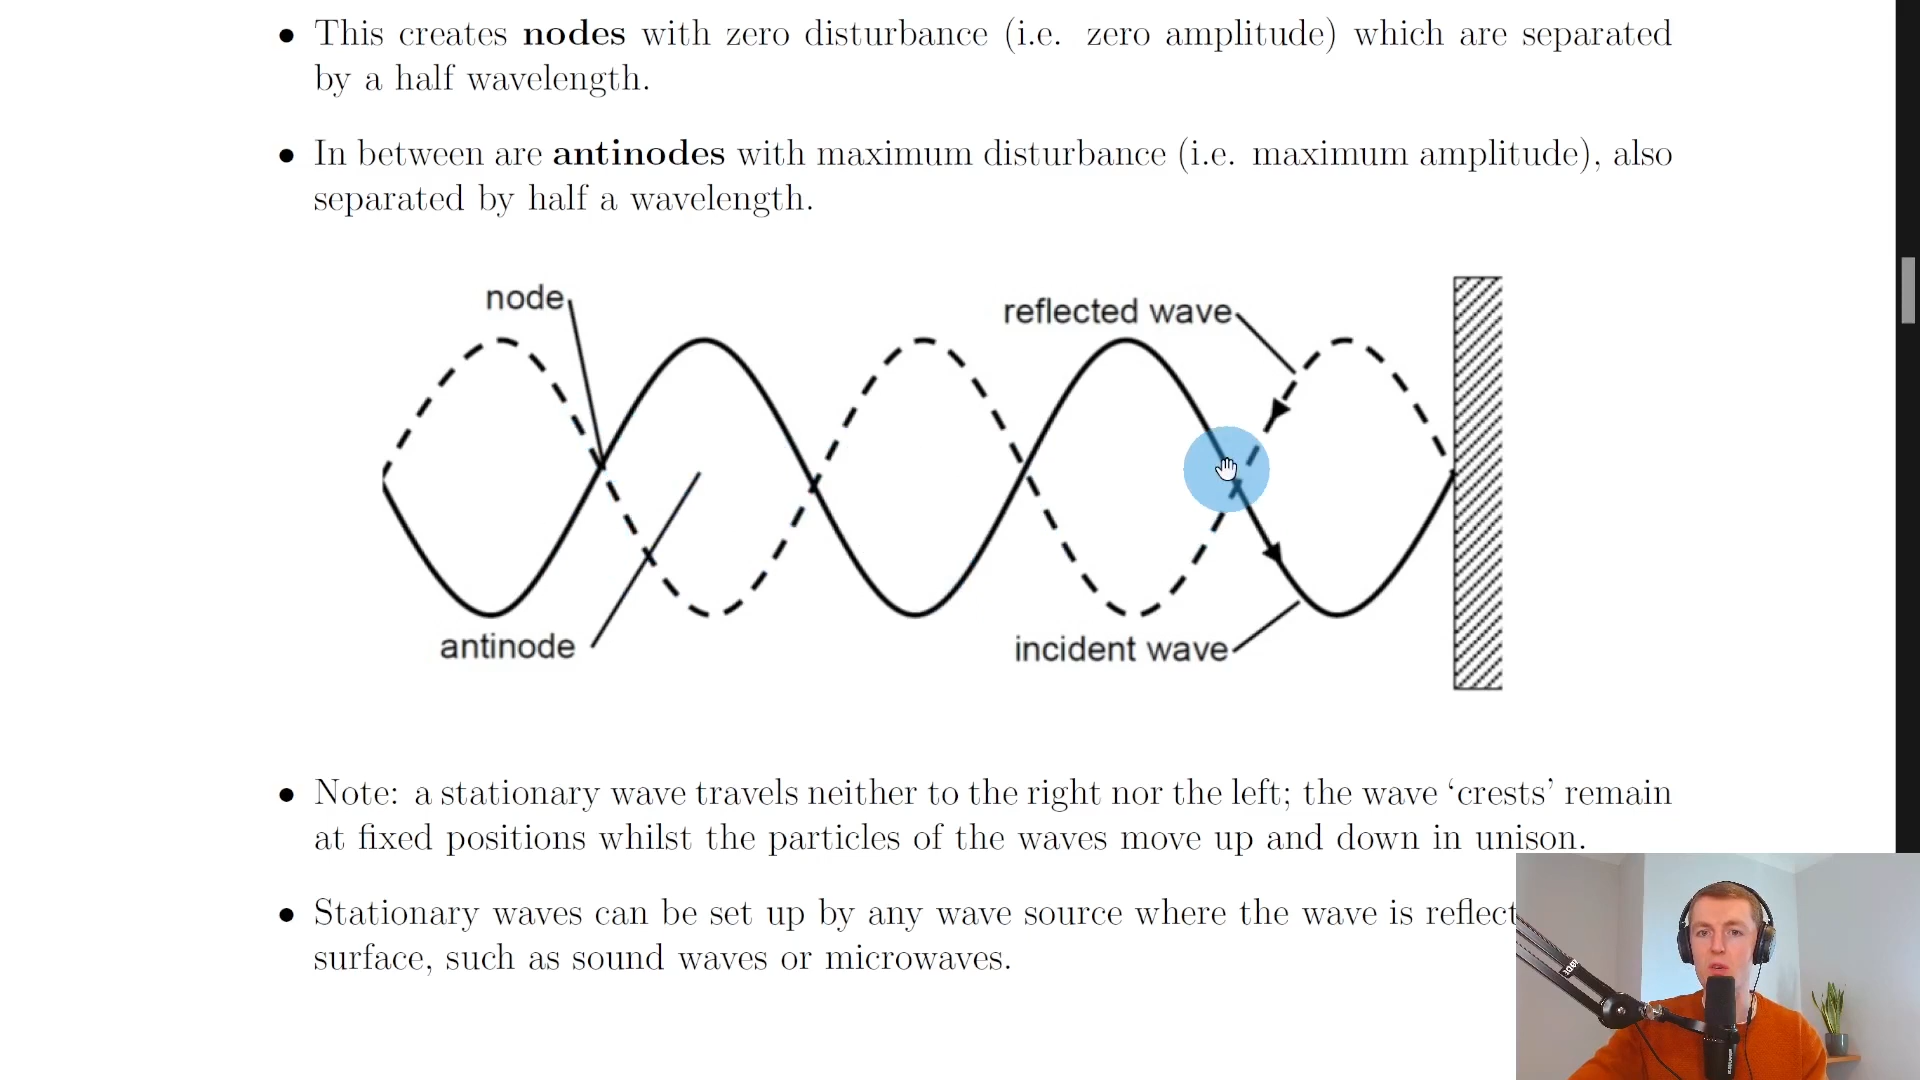 • This creates nodes with zero disturbance (i.e. zero amplitude) which are separated
by a half wavelength.
• In between are antinodes with maximum disturbance (i.e. maximum amplitude), also
separated by half a wavelength.
node
reflected wave
antinode
incident wave
• Note: a stationary wave travels neither to the right nor the left; the wave ‘crests’ remain
at fixed positions whilst the particles of the waves move up and down in unison.
• Stationary waves can be set up by any wave source where the wave is reflect
surface, such as sound waves or microwaves.